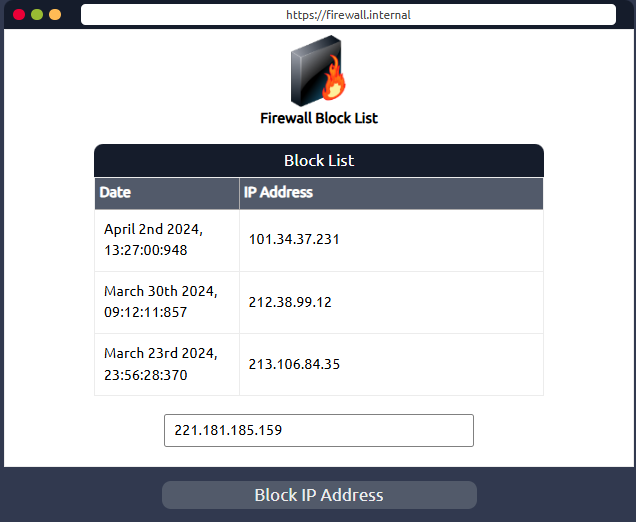 https://firewall.internal
Firewall Block List
Block List
Date IP Address
April 2nd 2024,
13:27:00:948
101.34.37.231
March 30th 2024,
09:12:11:857
212.38.99.12
March 23rd 2024,
23:56:28:370
213.106.84.35
221.181.185.159
Block IP Address